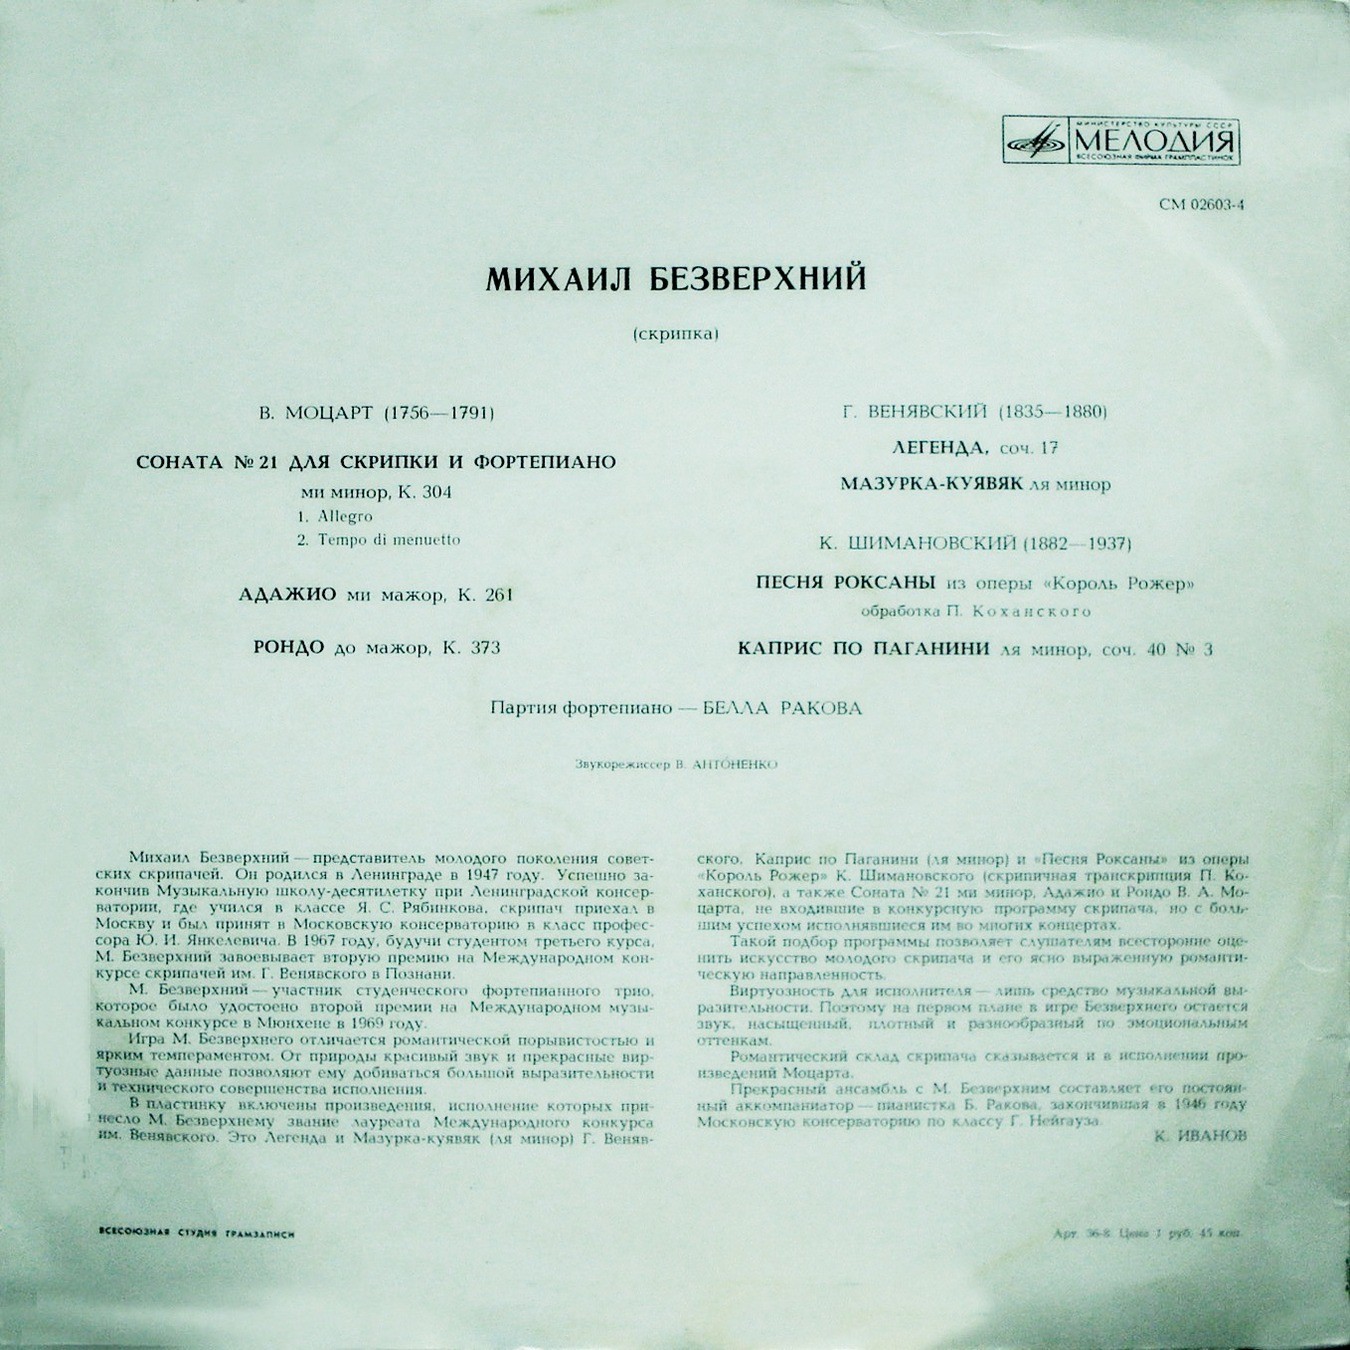 МИНИСТЕРСТВО КУЛЬТУРЫ СССР
МЕЛОДИЯ
ВСЕСОЮЗНАЯ ФИРМА ГРАМПЛАСТИНОК
СМ 02603-4
МИХАИЛ БЕЗВЕРХНИЙ
(скрипка)
В. МОЦАРТ (1756—1791)
СОНАТА № 21 ДЛЯ СКРИПКИ И ФОРТЕПИАНО
ми минор, К. 304
1. Allegro
2. Tempo di menuetto
АДАЖИО ми мажор, К. 261
РОНДО до мажор, К. 373
Г. ВЕНЯВСКИЙ (1835—1880)
ЛЕГЕНДА, соч. 17
МАЗУРКА-КУЯВЯК ля минор
К. ШИМАНОВСКИЙ (1882—1937)
ПЕСНЯ РОКСАНЫ из оперы «Король Рожер»
обработка П. Коханского
КАПРИС ПО ПАГАНИНИ ля минор, соч. 40 № 3
Партия фортепиано — БЕЛЛА РАКОВА
Звукорежиссер В. АНТОНЕНКО
Михаил Безверхний — представитель молодого поколения совет-
ских скрипачей. Он родился в Ленинграде в 1947 году. Успешно за-
кончив Музыкальную школу-десятилетку при Ленинградской консер-
ватории, где учился в классе Я. С. Рябинкова, скрипач приехал в
Москву и был принят в Московскую консерваторию в класс профес-
сора Ю. И. Янкелевича. В 1967 году, будучи студентом третьего курса,
М. Безверхний завоевывает вторую премию на Международном кон-
курсе скрипачей им. Г. Венявского в Познани.
М. Безверхний — участник студенческого фортепианного трио,
которое было удостоено второй премии на Международном музы-
кальном конкурсе в Мюнхене в 1969 году.
Игра М. Безверхнего отличается романтической порывистостью и
ярким темпераментом. От природы красивый звук и прекрасные вир-
туозные данные позволяют ему добиваться большой выразительности
и технического совершенства исполнения.
В пластинку включены произведения, исполнение которых при-
несло М. Безверхнему звание лауреата Международного конкурса
им. Венявского. Это Легенда и Мазурка-куявяк (ля минор) Г. Веняв-
ского, Каприс по Паганини (ля минор) и «Песня Роксаны» из оперы
«Король Рожер» К. Шимановского (скрипичная транскрипция П. Ко-
ханского), а также Соната № 21 ми минор, Адажио и Рондо В. А. Мо-
царта, не входившие в конкурсную программу скрипача, но с боль-
шим успехом исполнявшиеся им во многих концертах.
Такой подбор программы позволяет слушателям всесторонне оце-
нить искусство молодого скрипача и его ясно выраженную романти-
ческую направленность.
Виртуозность для исполнителя — лишь средство музыкальной вы-
разительности. Поэтому на первом плане в игре Безверхнего остается
звук, насыщенный, плотный и разнообразный по эмоциональным
оттенкам.
Романтический склад скрипача сказывается и в исполнении про-
изведений Моцарта.
Прекрасный ансамбль с М. Безверхним составляет его постоян-
ный аккомпаниатор — пианистка Б. Ракова, закончившая в 1946 году
Московскую консерваторию по классу Г. Нейгауза.
К. ИВАНОВ
ВСЕСОЮЗНАЯ СТУДИЯ ГРАМЗАПИСИ
Арт. 36-8. Цена 1 руб. 45 коп.